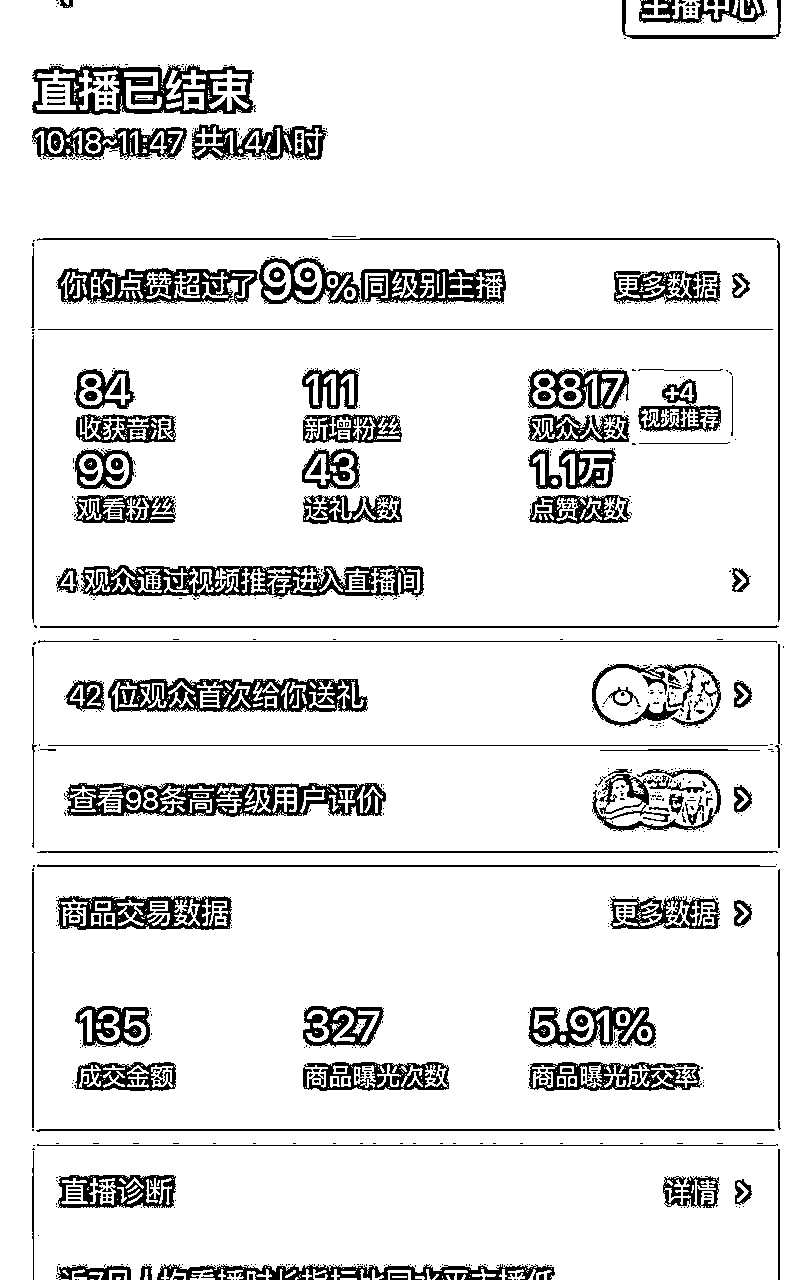 主播中心
直播已结束
10:18~11:47 共1.4小时
你的点赞超过了99%同级别主播 更多数据
84 111 8817 +4
收获音浪 新增粉丝 观众人数 视频推荐
99 43 1.1万
观看粉丝 送礼人数 点赞次数
4 观众通过视频推荐进入直播间
42 位观众首次给你送礼
查看98条高等级用户评价
商品交易数据 更多数据
135 327 5.91%
成交金额 商品曝光次数 商品曝光成交率
直播诊断 详情